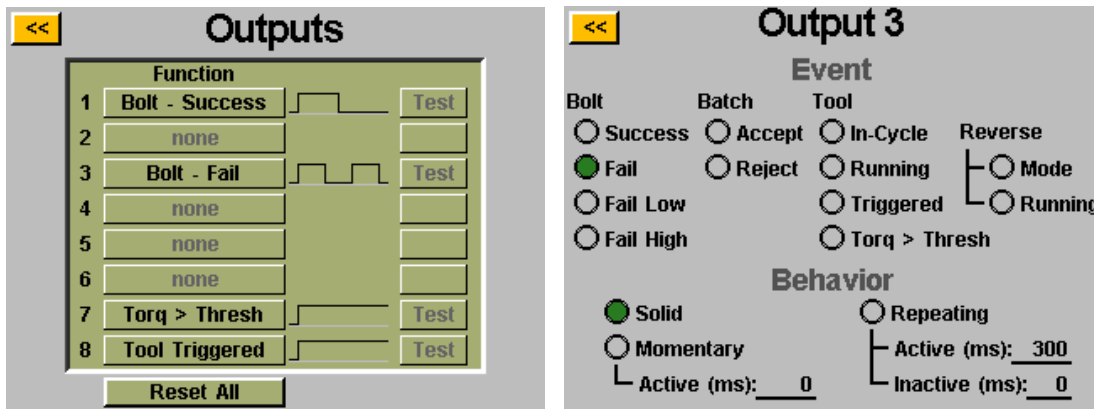 <<
Outputs
Function
1 Bolt - Success Test
2 none
3 Bolt - Fail Test
4 none
5 none
6 none
7 Torq > Thresh Test
8 Tool Triggered Test
Reset All
<<
Output 3
Event
Bolt Batch Tool
Success Accept In-Cycle Reverse
Fail Reject Running Mode
Fail Low Triggered Running
Fail High Torq > Thresh
Behavior
Solid Repeating
Momentary Active (ms): 300
Active (ms): 0 Inactive (ms): 0